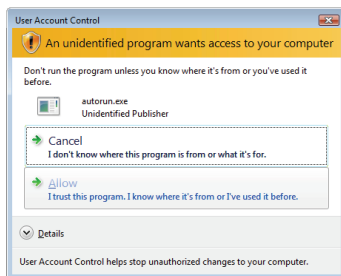 User Account Control
An unidentified program wants access to your computer
Don't run the program unless you know where it's from or you've used it
before.
autorun.exe
Unidentified Publisher
Cancel
I don't know where this program is from or what it's for.
Allow
I trust this program. I know where it's from or I've used it before.
Details
User Account Control helps stop unauthorized changes to your computer.